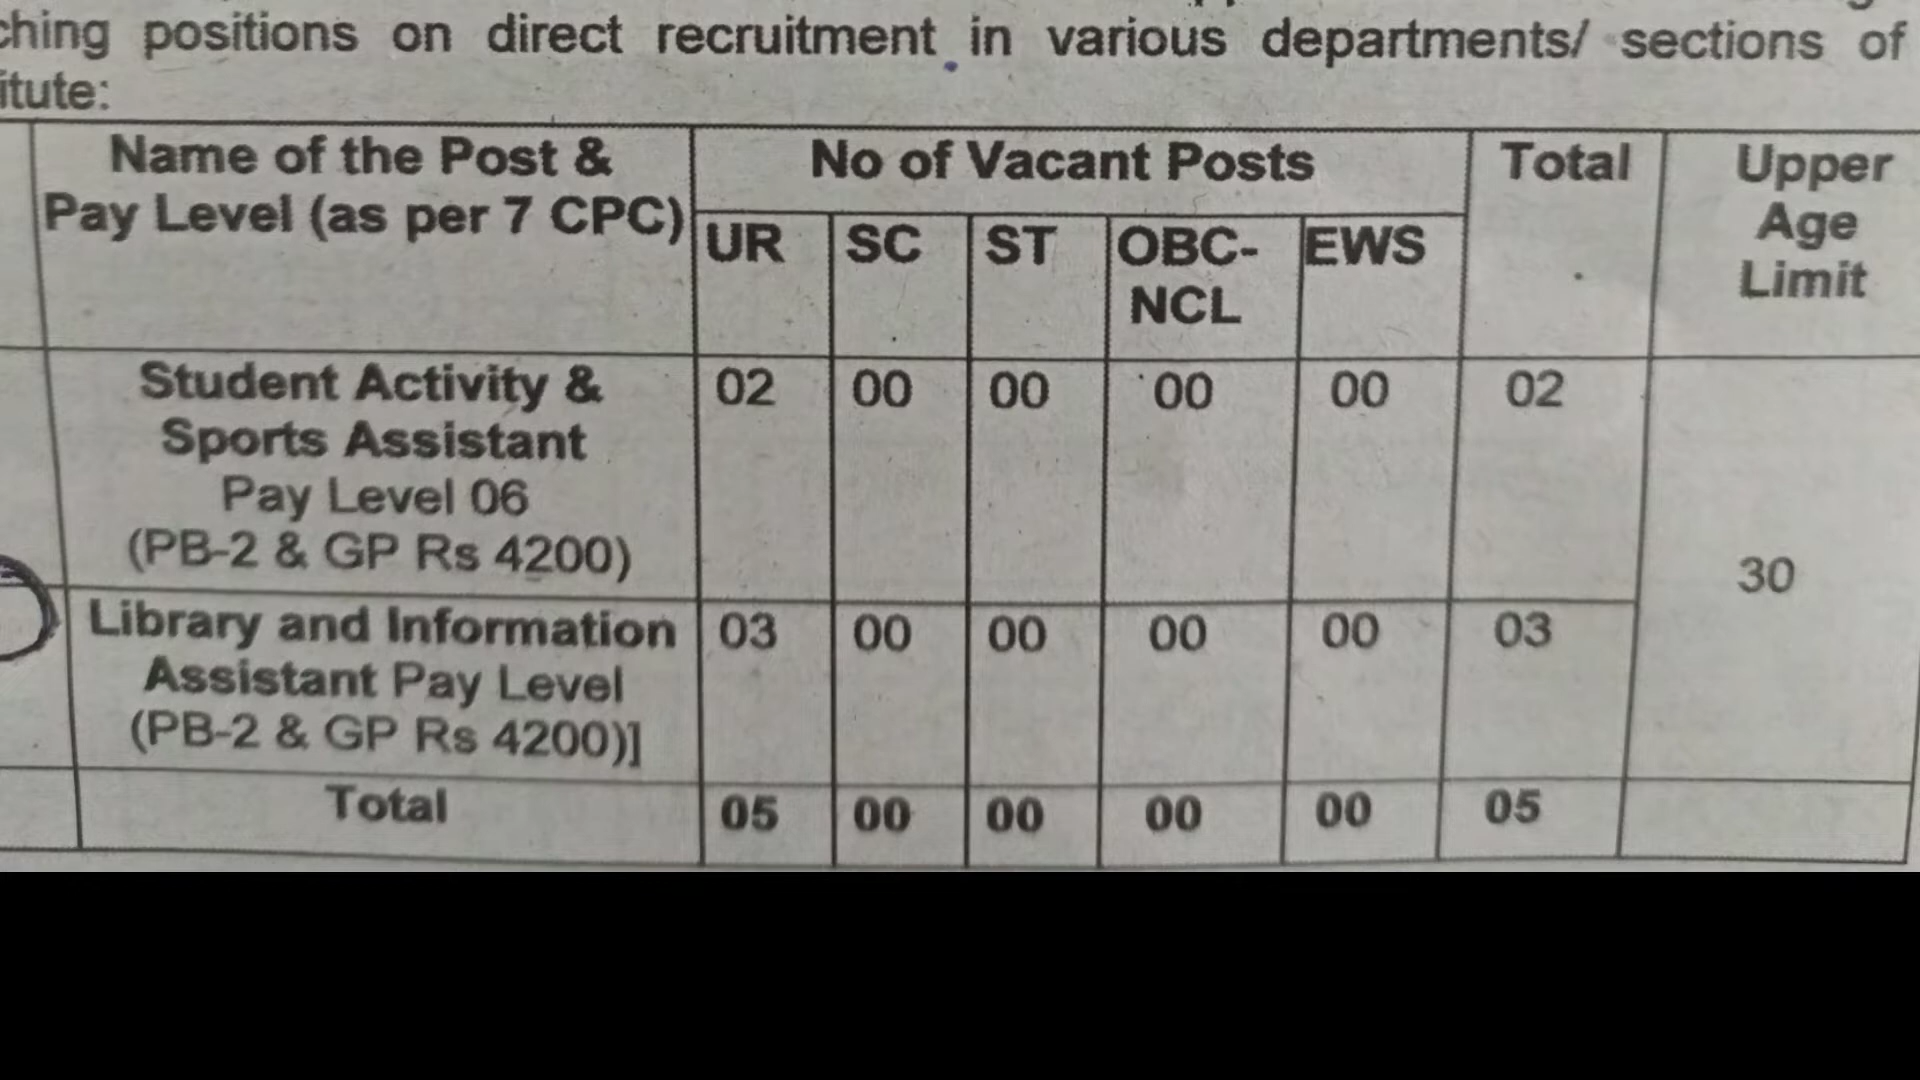 ching positions on direct recruitment in various departments/ sections of
itute:
Name of the Post & No of Vacant Posts Total Upper
Pay Level (as per 7 CPC) UR SC ST OBC- EWS Age
NCL Limit
Student Activity & 02 00 00 00 00 02
Sports Assistant
Pay Level 06
(PB-2 & GP Rs 4200)
30
Library and Information 03 00 00 00 00 03
Assistant Pay Level
(PB-2 & GP Rs 4200)]
Total 05 00 00 00 00 05